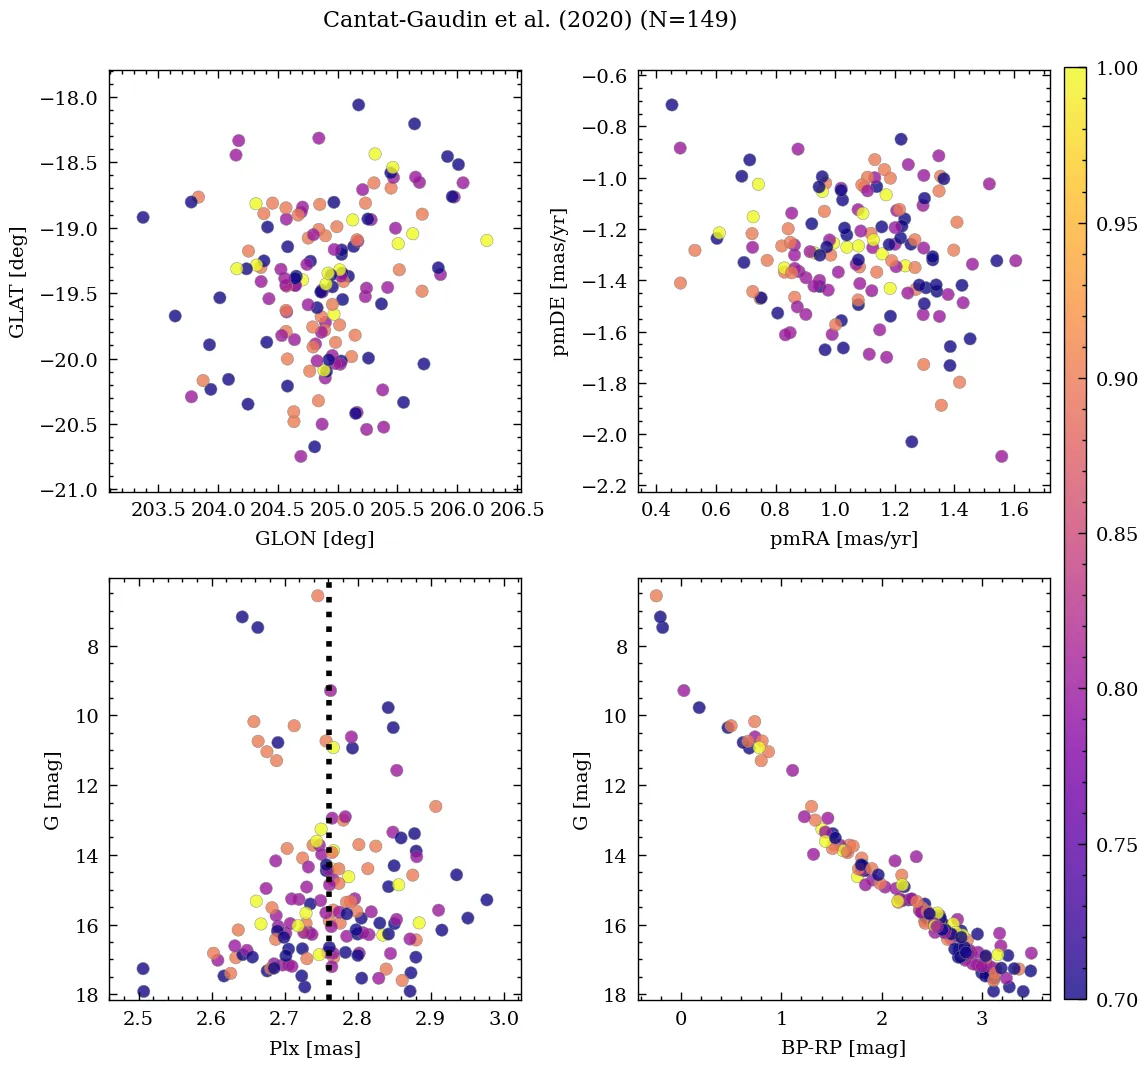 Cantat-Gaudin et al. (2020) (N=149)
−18.0
−18.5
−19.0
−19.5
−20.0
−20.5
−21.0
GLAT [deg]
203.5 204.0 204.5 205.0 205.5 206.0 206.5
GLON [deg]
−0.6
−0.8
−1.0
−1.2
−1.4
−1.6
−1.8
−2.0
−2.2
pmDE [mas/yr]
0.4 0.6 0.8 1.0 1.2 1.4 1.6
pmRA [mas/yr]
8
10
12
14
16
18
G [mag]
2.5 2.6 2.7 2.8 2.9 3.0
Plx [mas]
8
10
12
14
16
18
G [mag]
0 1 2 3
BP-RP [mag]
1.00
0.95
0.90
0.85
0.80
0.75
0.70